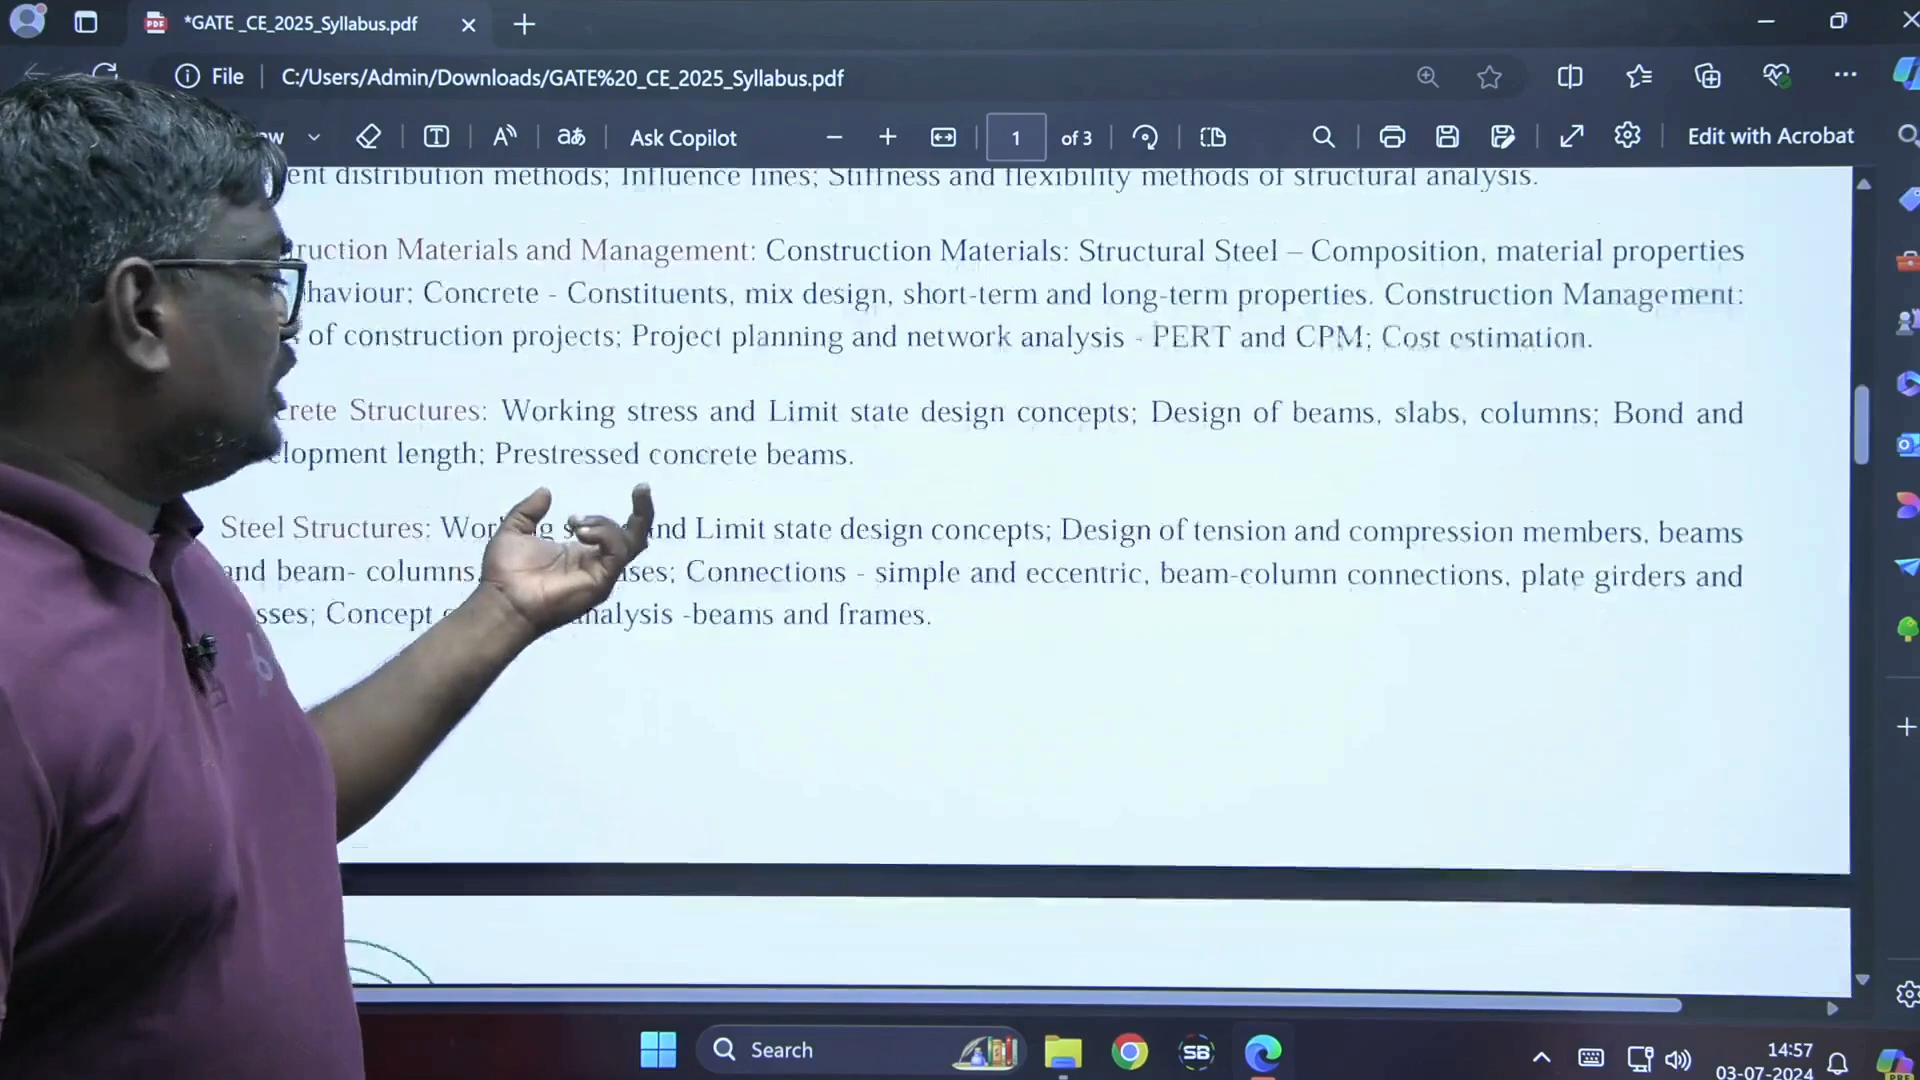 *GATE _CE_2025_Syllabus.pdf
File C:/Users/Admin/Downloads/GATE%20_CE_2025_Syllabus.pdf
Ask Copilot 1 of 3 Edit with Acrobat
distribution methods; Influence lines; Stiffness and flexibility methods of structural analysis.
ruction Materials and Management: Construction Materials: Structural Steel – Composition, material properties
haviour; Concrete - Constituents, mix design, short-term and long-term properties. Construction Management:
of construction projects; Project planning and network analysis - PERT and CPM; Cost estimation.
crete Structures: Working stress and Limit state design concepts; Design of beams, slabs, columns; Bond and
elopment length; Prestressed concrete beams.
Steel Structures: and Limit state design concepts; Design of tension and compression members, beams
and beam- columns, Connections - simple and eccentric, beam-column connections, plate girders and
sses; Concept analysis -beams and frames.
Search
SB
14:57
03-07-2024